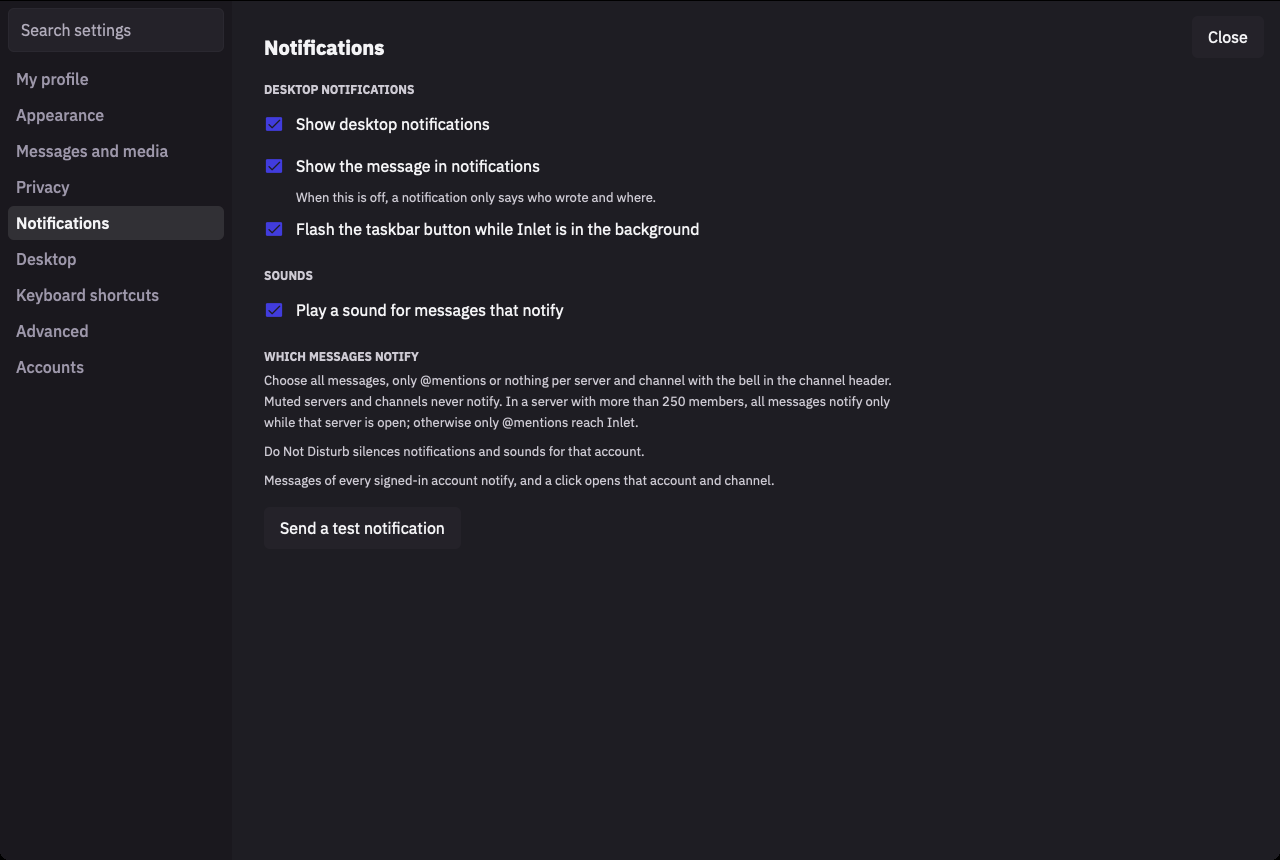 Search settings
Close
My profile
Appearance
Messages and media
Privacy
Notifications
Desktop
Keyboard shortcuts
Advanced
Accounts
Notifications
DESKTOP NOTIFICATIONS
Show desktop notifications
Show the message in notifications
When this is off, a notification only says who wrote and where.
Flash the taskbar button while Inlet is in the background
SOUNDS
Play a sound for messages that notify
WHICH MESSAGES NOTIFY
Choose all messages, only @mentions or nothing per server and channel with the bell in the channel header.
Muted servers and channels never notify. In a server with more than 250 members, all messages notify only
while that server is open; otherwise only @mentions reach Inlet.
Do Not Disturb silences notifications and sounds for that account.
Messages of every signed-in account notify, and a click opens that account and channel.
Send a test notification